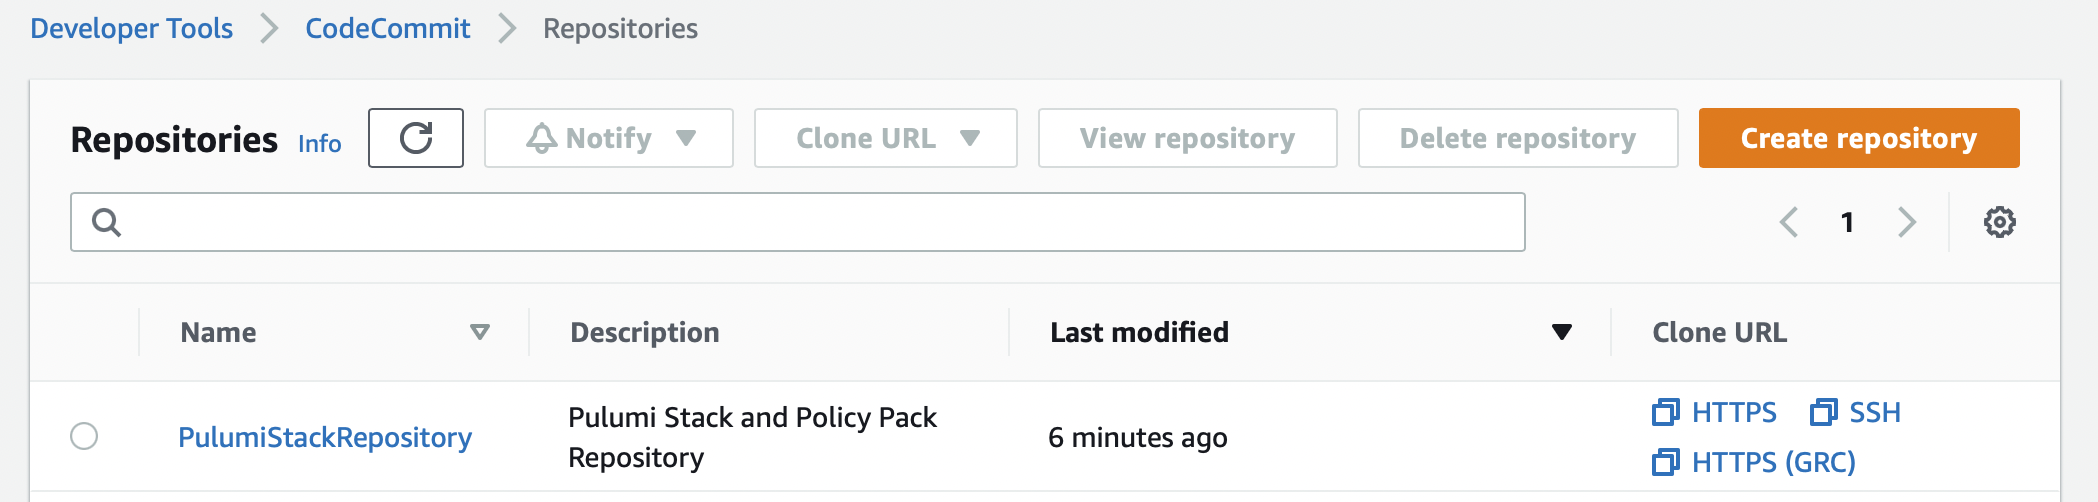 Developer Tools > CodeCommit > Repositories
Repositories Info Notify Clone URL View repository Delete repository Create repository
1
Name Description Last modified Clone URL
PulumiStackRepository Pulumi Stack and Policy Pack 6 minutes ago HTTPS SSH
Repository HTTPS (GRC)